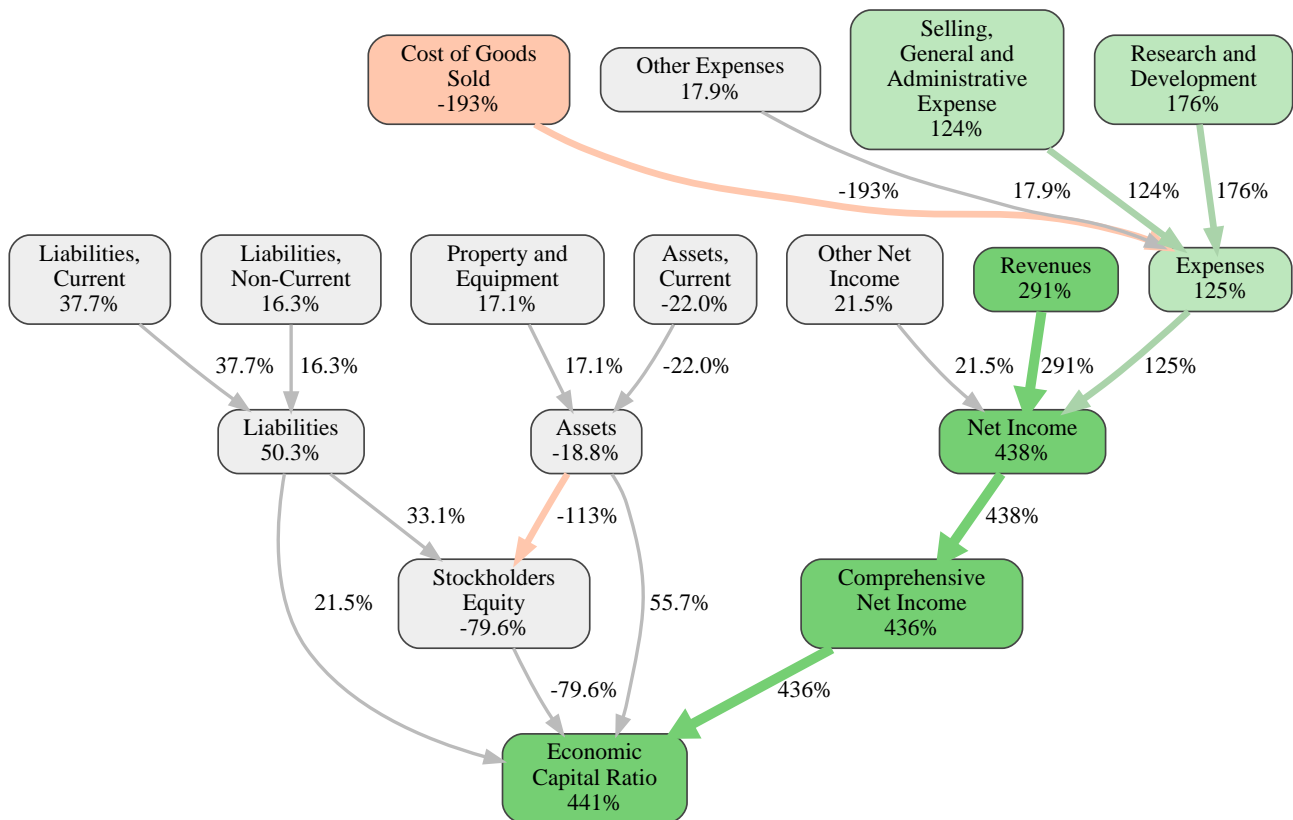 Cost of Goods
Sold
-193%
Other Expenses
17.9%
Selling,
General and
Administrative
Expense
124%
Research and
Development
176%
-193%
17.9%
124%
176%
Liabilities,
Current
37.7%
Liabilities,
Non-Current
16.3%
Property and
Equipment
17.1%
Assets,
Current
-22.0%
Other Net
Income
21.5%
Revenues
291%
Expenses
125%
37.7%
16.3%
17.1%
-22.0%
21.5%
291%
125%
Liabilities
50.3%
Assets
-18.8%
Net Income
438%
33.1%
-113%
438%
Stockholders
Equity
-79.6%
Comprehensive
Net Income
436%
21.5%
55.7%
-79.6%
436%
Economic
Capital Ratio
441%